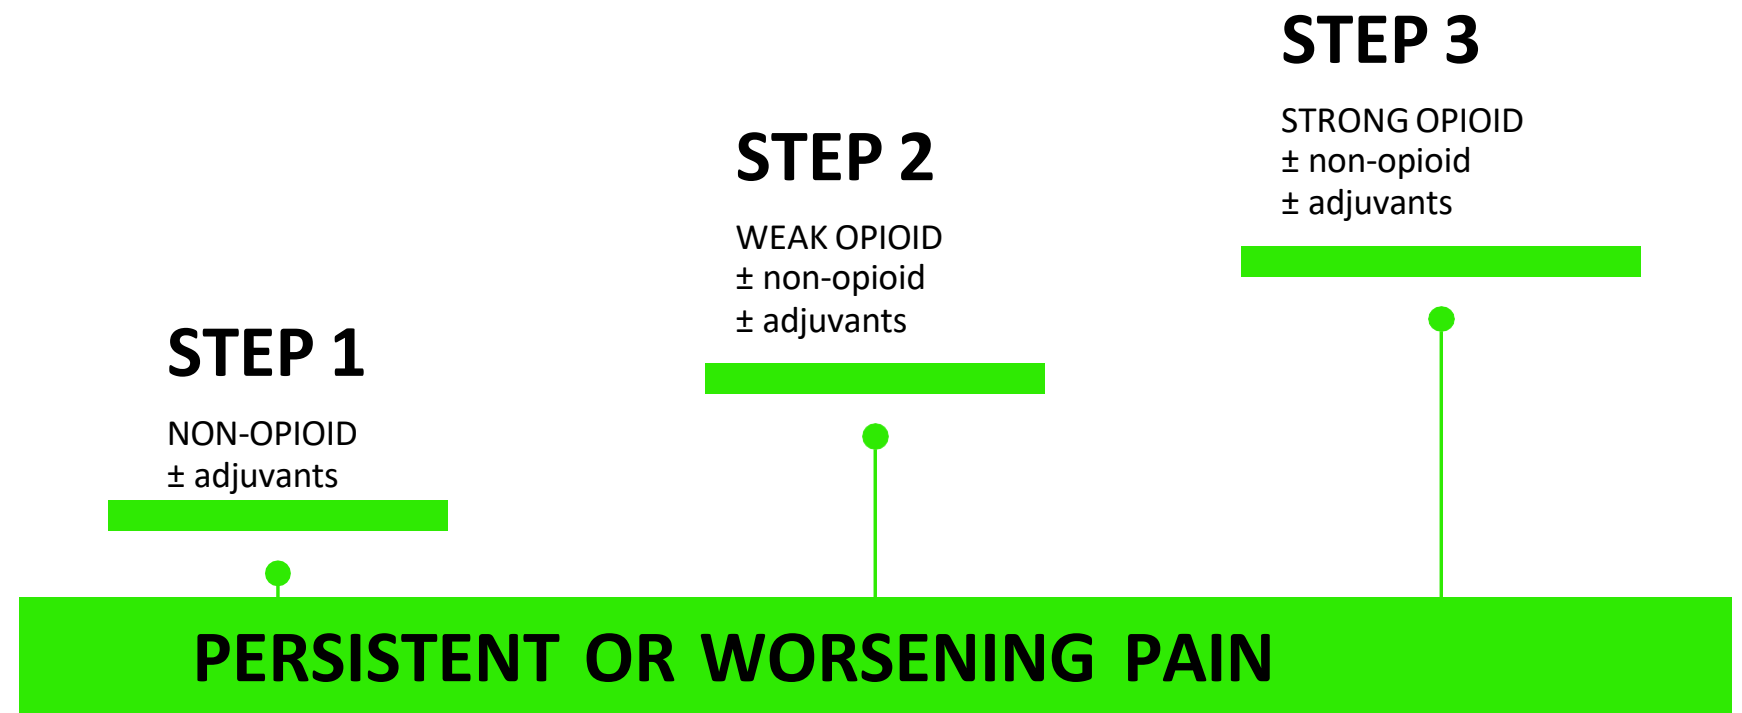 STEP 1
NON-OPIOID
± adjuvants
STEP 2
WEAK OPIOID
± non-opioid
± adjuvants
STEP 3
STRONG OPIOID
± non-opioid
± adjuvants
PERSISTENT OR WORSENING PAIN